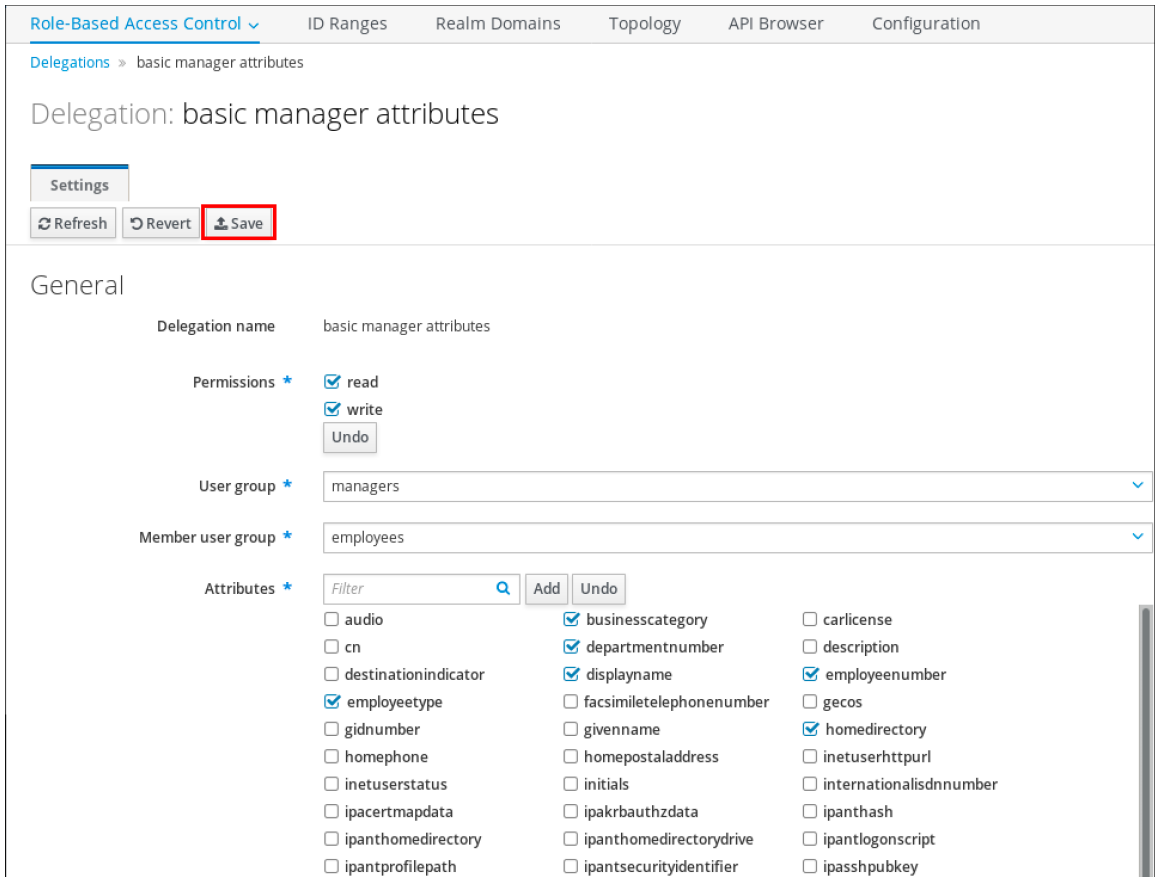 Role-Based Access Control ID Ranges Realm Domains Topology API Browser Configuration
Delegations » basic manager attributes
Delegation: basic manager attributes
Settings
Refresh Revert Save
General
Delegation name basic manager attributes
Permissions * read
write
Undo
User group * managers
Member user group * employees
Attributes * Filter Add Undo
audio businesscategory carlicense
cn departmentnumber description
destinationindicator displayname employeenumber
employeetype facsimiletelephonenumber gecos
gidnumber givenname homedirectory
homephone homepostaladdress inetuserhttpurl
inetuserstatus initials internationalisdnnumber
ipacertmapdata ipakrbauthzdata ipanthash
ipanthomedirectory ipanthomedirectorydrive ipantlogonscript
ipantprofilepath ipantsecurityidentifier ipasshpubkey